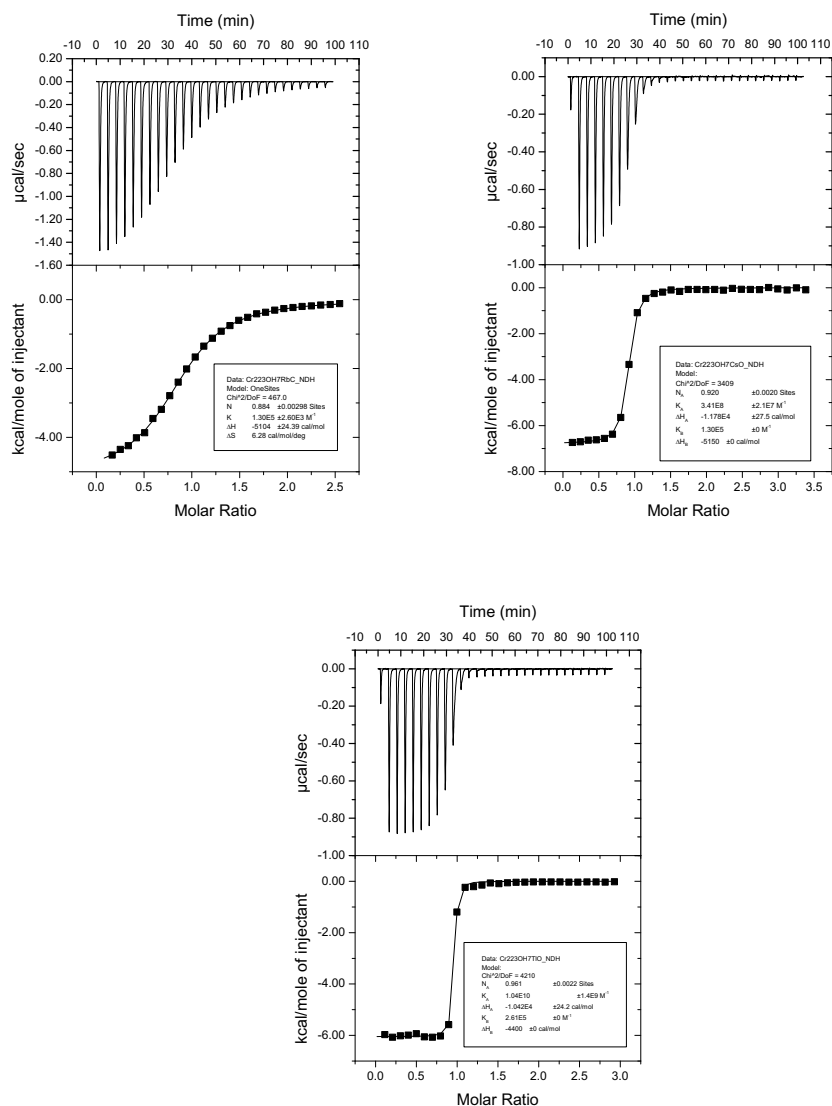 Time (min)
-10 0 10 20 30 40 50 60 70 80 90 100 110
0.20
0.00
-0.20
-0.40
-0.60
-0.80
-1.00
-1.20
-1.40
-1.60
µcal/sec
0.00
-2.00
-4.00
kcal/mole of injectant
Data: Cr223OH7RbC_NDH
Model: OneSites
Chi^2/DoF = 467.0
N 0.884 ±0.00298 Sites
K 1.30E5 ±2.60E3 M⁻¹
ΔH -5104 ±24.39 cal/mol
ΔS 6.28 cal/mol/deg
0.0 0.5 1.0 1.5 2.0 2.5
Molar Ratio
Time (min)
-10 0 10 20 30 40 50 60 70 80 90 100 110
0.00
-0.20
-0.40
-0.60
-0.80
-1.00
µcal/sec
0.00
-2.00
-4.00
-6.00
-8.00
kcal/mole of injectant
Data: Cr223OH7CsO_NDH
Model:
Chi^2/DoF = 3409
N_A 0.920 ±0.0020 Sites
K_A 3.41E8 ±2.1E7 M⁻¹
ΔH_A -1.178E4 ±27.5 cal/mol
K_B 1.30E5 ±0 M⁻¹
ΔH_B -5150 ±0 cal/mol
0.0 0.5 1.0 1.5 2.0 2.5 3.0 3.5
Molar Ratio
Time (min)
-10 0 10 20 30 40 50 60 70 80 90 100 110
0.00
-0.20
-0.40
-0.60
-0.80
-1.00
µcal/sec
0.00
-2.00
-4.00
-6.00
kcal/mole of injectant
Data: Cr223OH7TlO_NDH
Model:
Chi^2/DoF = 4210
N_A 0.961 ±0.0022 Sites
K_A 1.04E10 ±1.4E9 M⁻¹
ΔH_A -1.042E4 ±24.2 cal/mol
K_B 2.61E5 ±0 M⁻¹
ΔH_B -4400 ±0 cal/mol
0.0 0.5 1.0 1.5 2.0 2.5 3.0
Molar Ratio